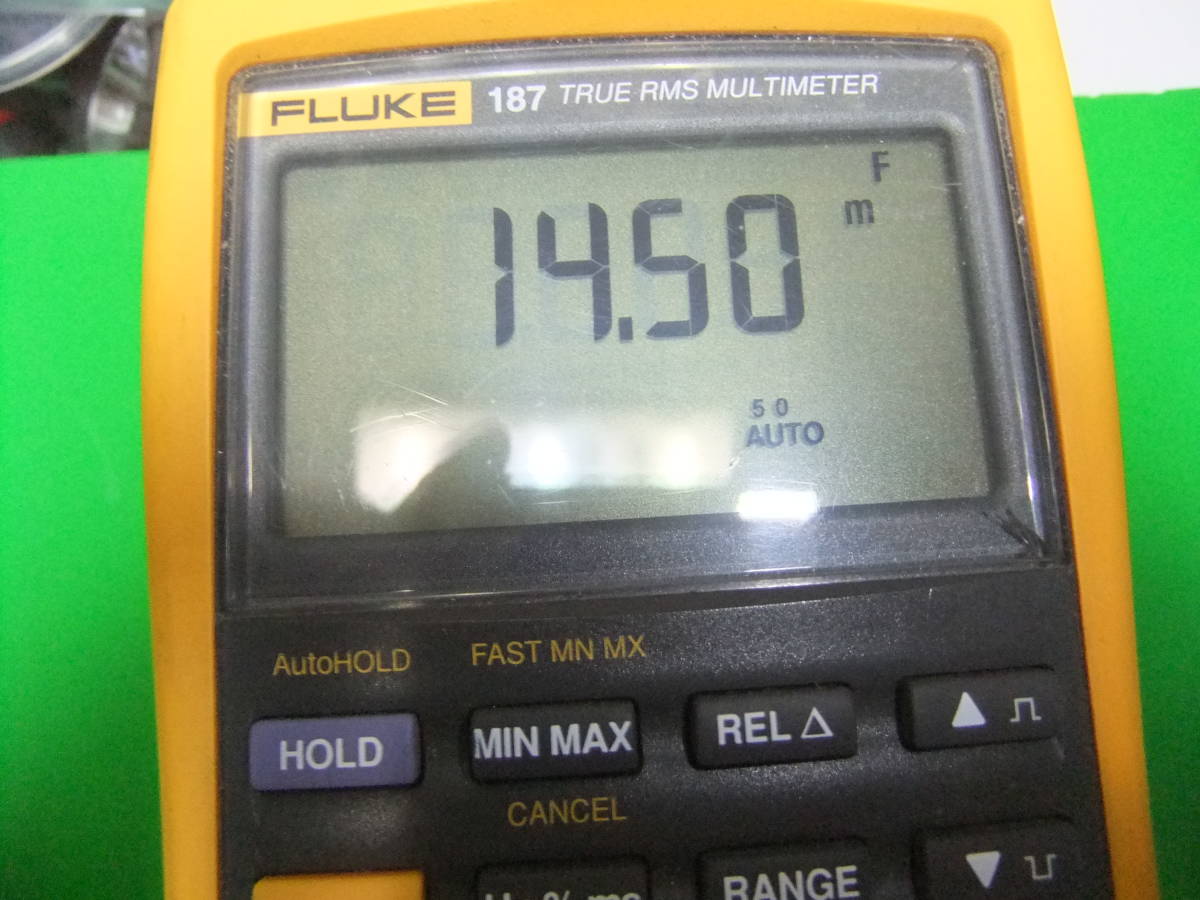 FLUKE 187 TRUE RMS MULTIMETER
F
14.50 m
50
AUTO
AutoHOLD FAST MN MX
HOLD MIN MAX REL Δ
CANCEL
RANGE